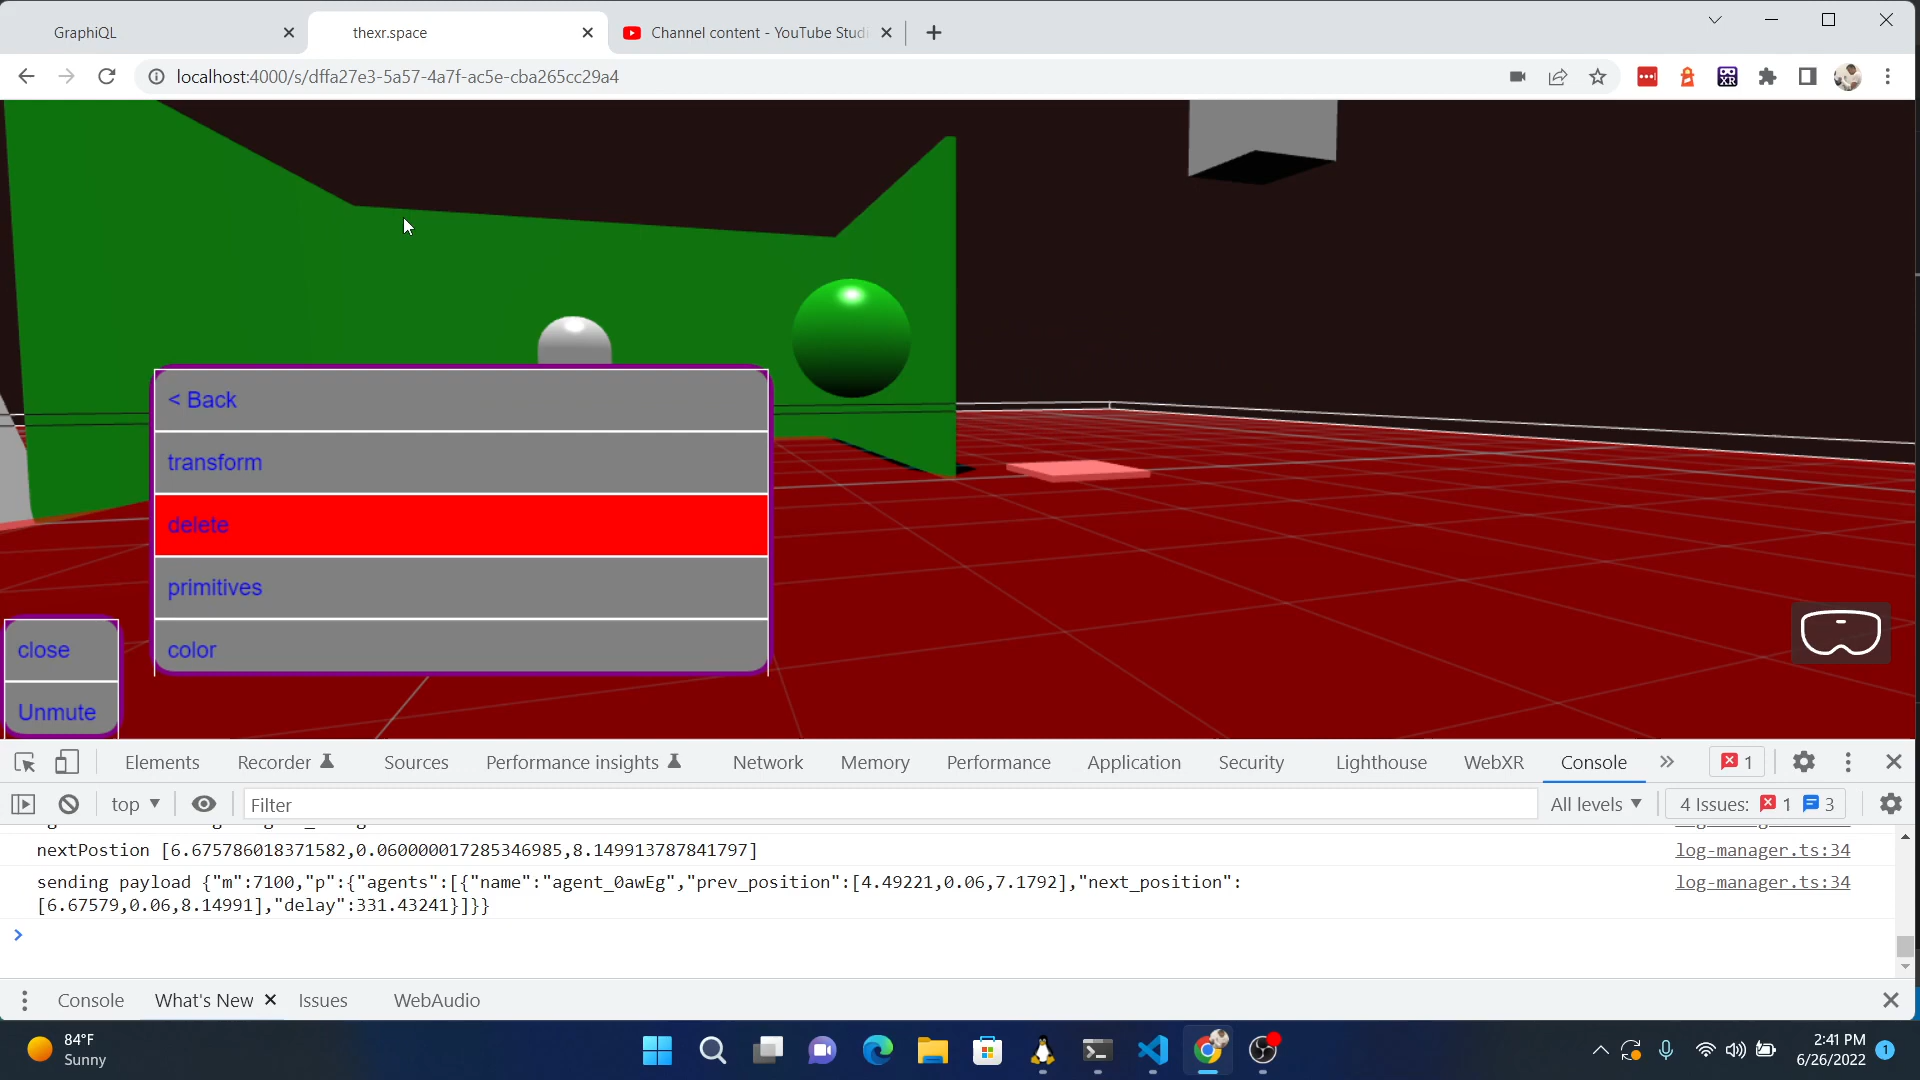 GraphiQL
thexr.space
Channel content - YouTube Studi
localhost:4000/s/dffa27e3-5a57-4a7f-ac5e-cba265cc29a4
XR
< Back
transform
delete
primitives
color
close
Unmute
Elements Recorder Sources Performance insights Network Memory Performance Application Security Lighthouse WebXR Console » 1
top Filter All levels 4 Issues: 1 3
nextPostion [6.675786018371582,0.060000017285346985,8.149913787841797] log-manager.ts:34
sending payload {"m":7100,"p":{"agents":[{"name":"agent_0awEg","prev_position":[4.49221,0.06,7.1792],"next_position": log-manager.ts:34
[6.67579,0.06,8.14991],"delay":331.43241}]}}
Console What's New Issues WebAudio
84°F
Sunny
2:41 PM
6/26/2022
1